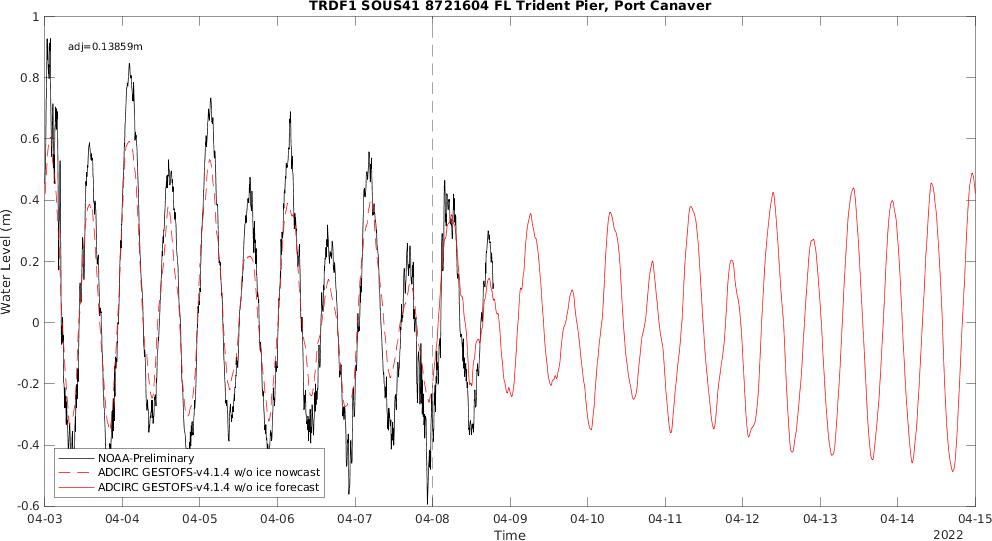 TRDF1 SOUS41 8721604 FL Trident Pier, Port Canaver
adj=0.13859m
Water Level (m)
1
0.8
0.6
0.4
0.2
0
-0.2
-0.4
-0.6
NOAA-Preliminary
ADCIRC GESTOFS-v4.1.4 w/o ice nowcast
ADCIRC GESTOFS-v4.1.4 w/o ice forecast
04-03 04-04 04-05 04-06 04-07 04-08 04-09 04-10 04-11 04-12 04-13 04-14 04-15
Time
2022